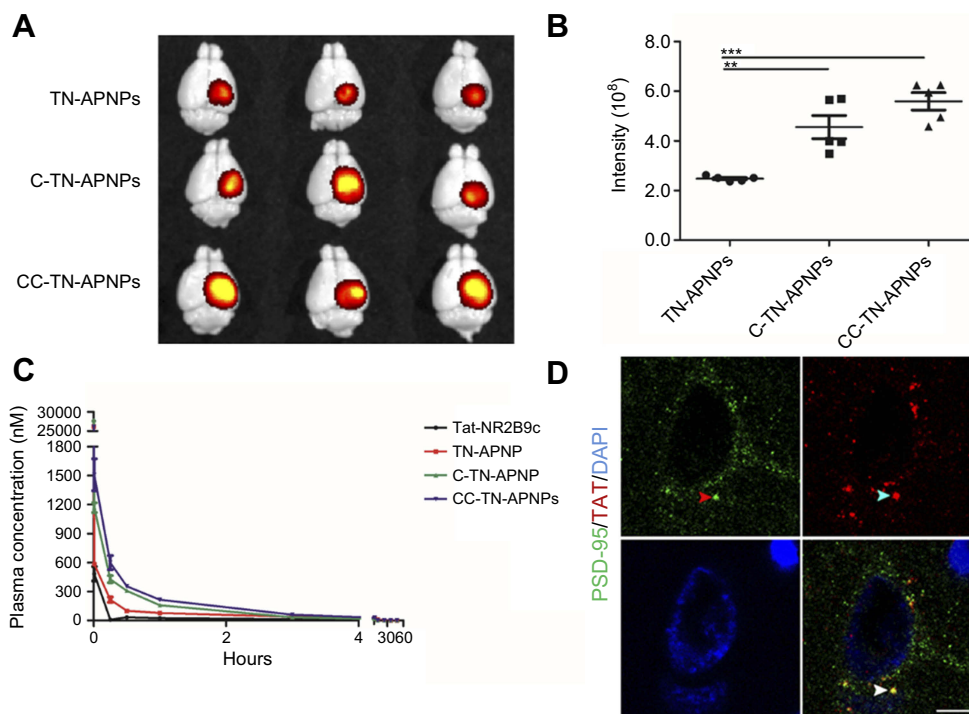 A
TN-APNPs
C-TN-APNPs
CC-TN-APNPs
B
8.0
6.0
4.0
2.0
0.0
Intensity (10⁸)
***
**
TN-APNPs
C-TN-APNPs
CC-TN-APNPs
C
30000
25000
1800
1500
1200
900
600
300
0
Plasma concentration (nM)
Tat-NR2B9c
TN-APNP
C-TN-APNP
CC-TN-APNPs
0 2 4 3060
Hours
D
PSD-95/TAT/DAPI